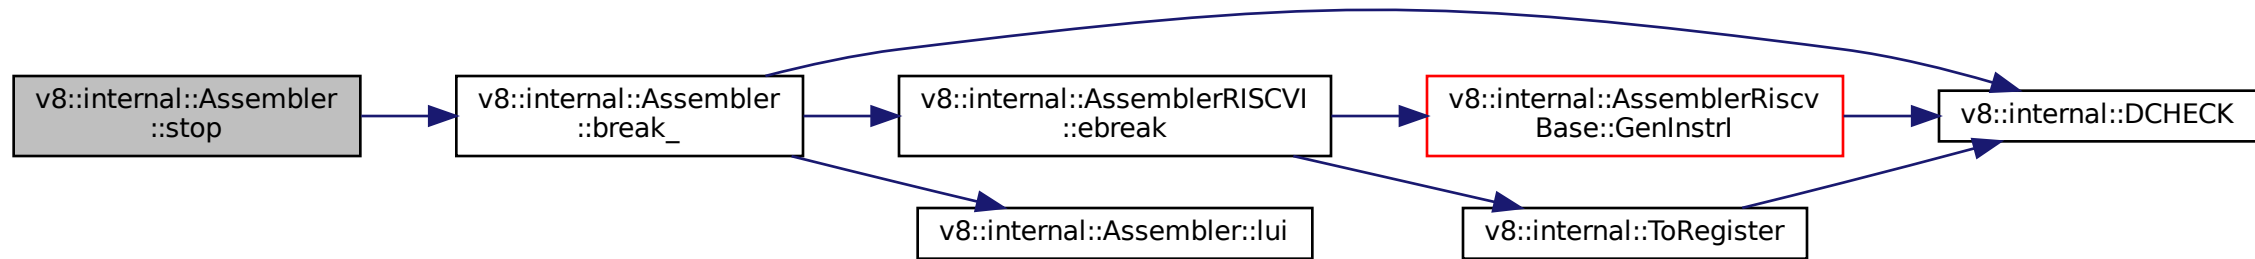 v8::internal::Assembler
::stop
v8::internal::Assembler
::break_
v8::internal::AssemblerRISCVI
::ebreak
v8::internal::AssemblerRiscv
Base::GenInstrI
v8::internal::DCHECK
v8::internal::Assembler::lui
v8::internal::ToRegister